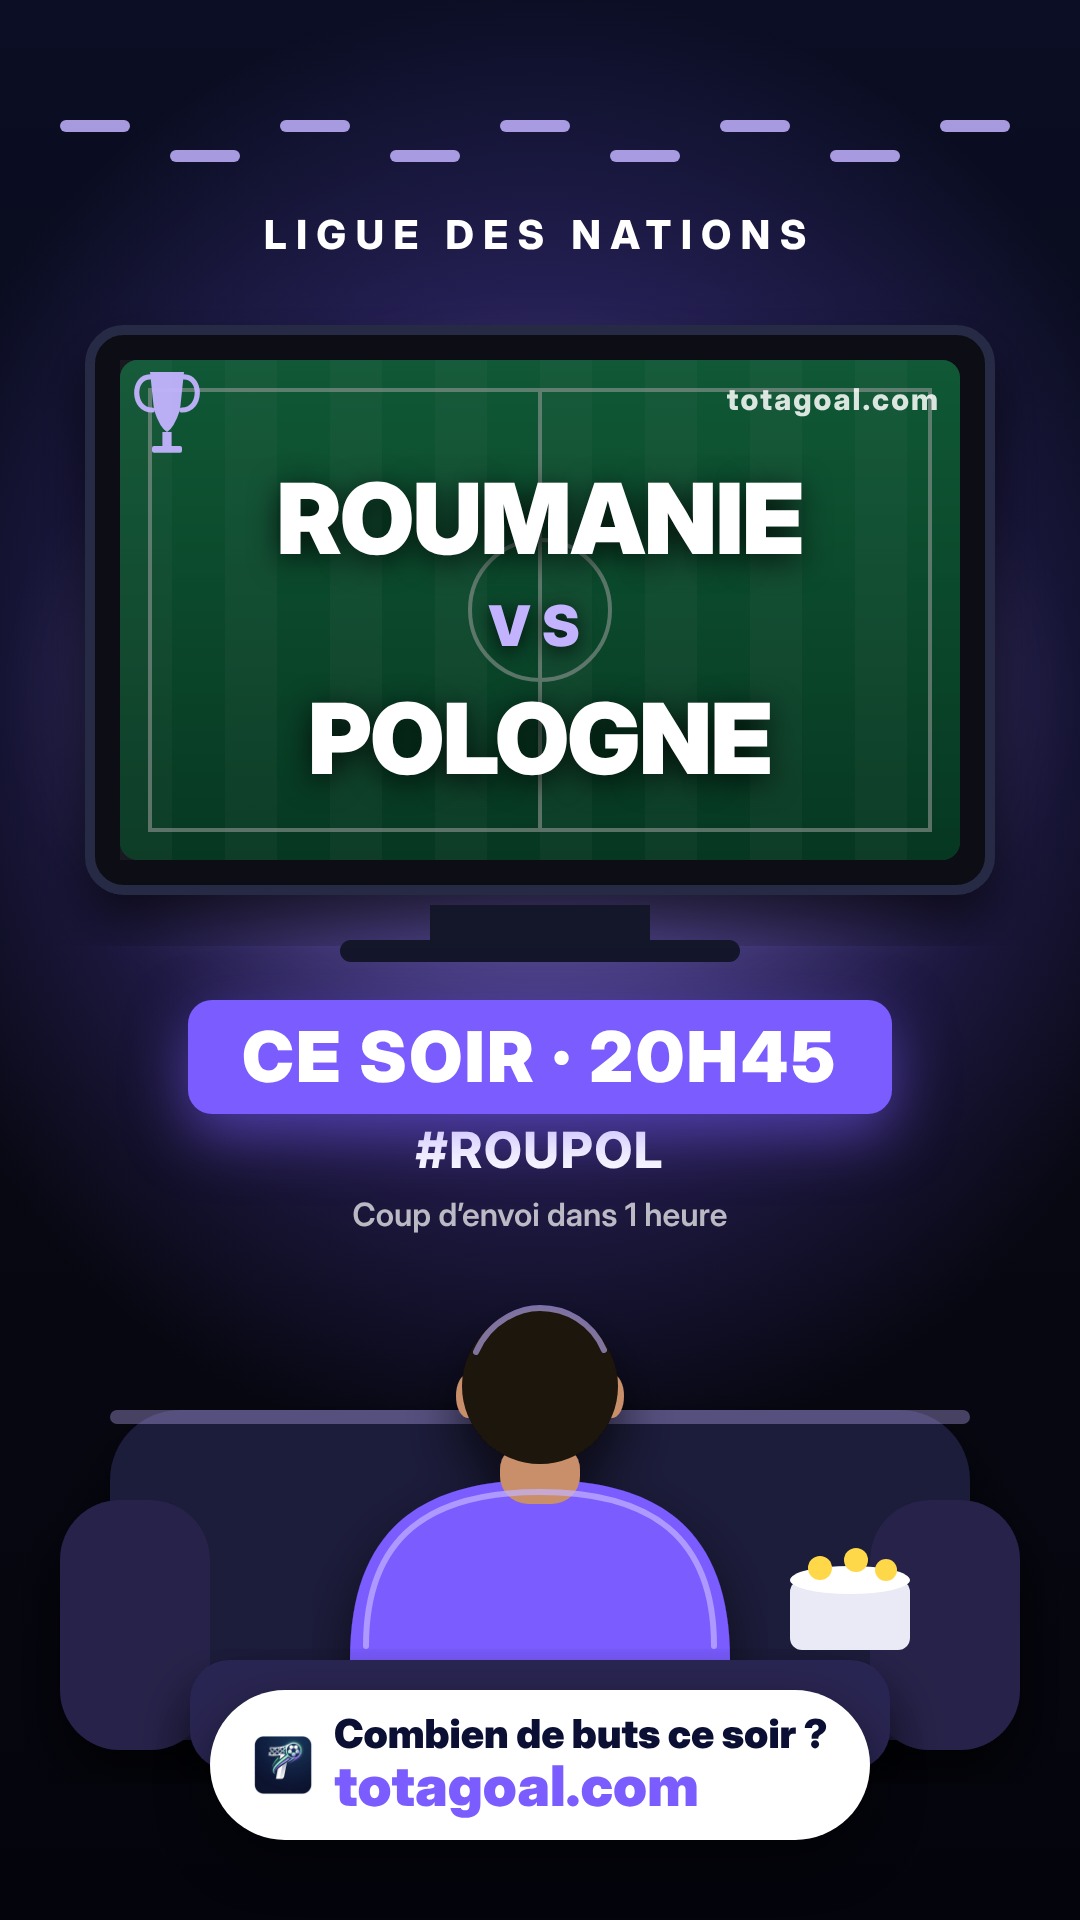 LIGUE DES NATIONS
totagoal.com
ROUMANIE
VS
POLOGNE
CE SOIR · 20H45
#ROUPOL
Coup d’envoi dans 1 heure
Combien de buts ce soir ?
totagoal.com